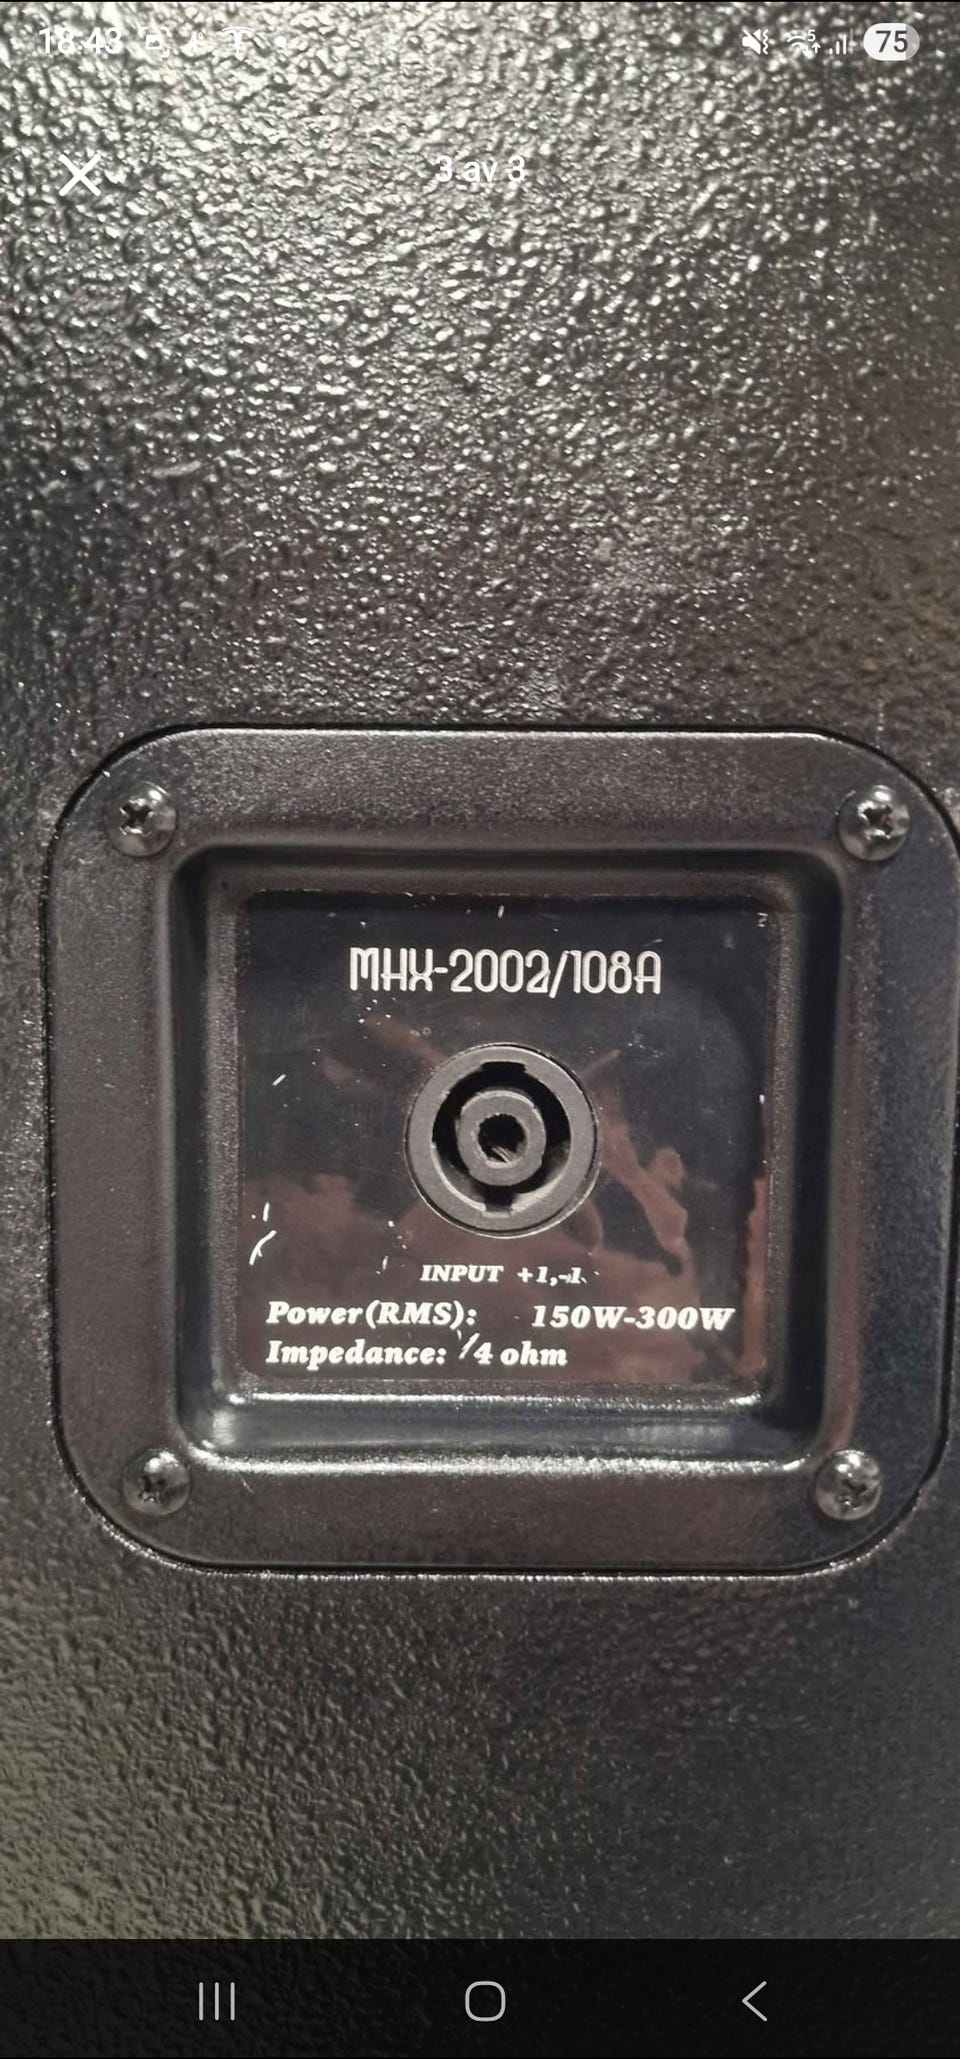 18:43
5
75
3 av 3
MHX-2002/108A
INPUT +1,-1
Power(RMS): 150W-300W
Impedance: 4 ohm